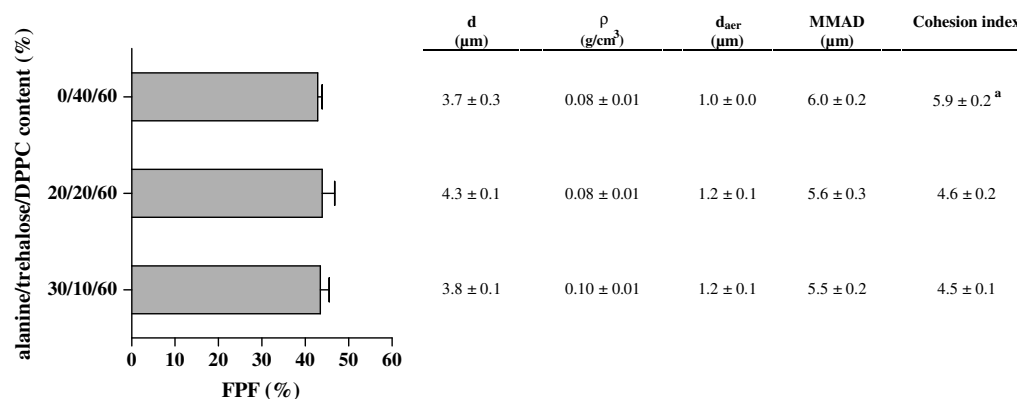 d ρ d_aer MMAD Cohesion index
(µm) (g/cm³) (µm) (µm)
alanine/trehalose/DPPC content (%)
0/40/60 3.7 ± 0.3 0.08 ± 0.01 1.0 ± 0.0 6.0 ± 0.2 5.9 ± 0.2 a
20/20/60 4.3 ± 0.1 0.08 ± 0.01 1.2 ± 0.1 5.6 ± 0.3 4.6 ± 0.2
30/10/60 3.8 ± 0.1 0.10 ± 0.01 1.2 ± 0.1 5.5 ± 0.2 4.5 ± 0.1
0 10 20 30 40 50 60
FPF (%)